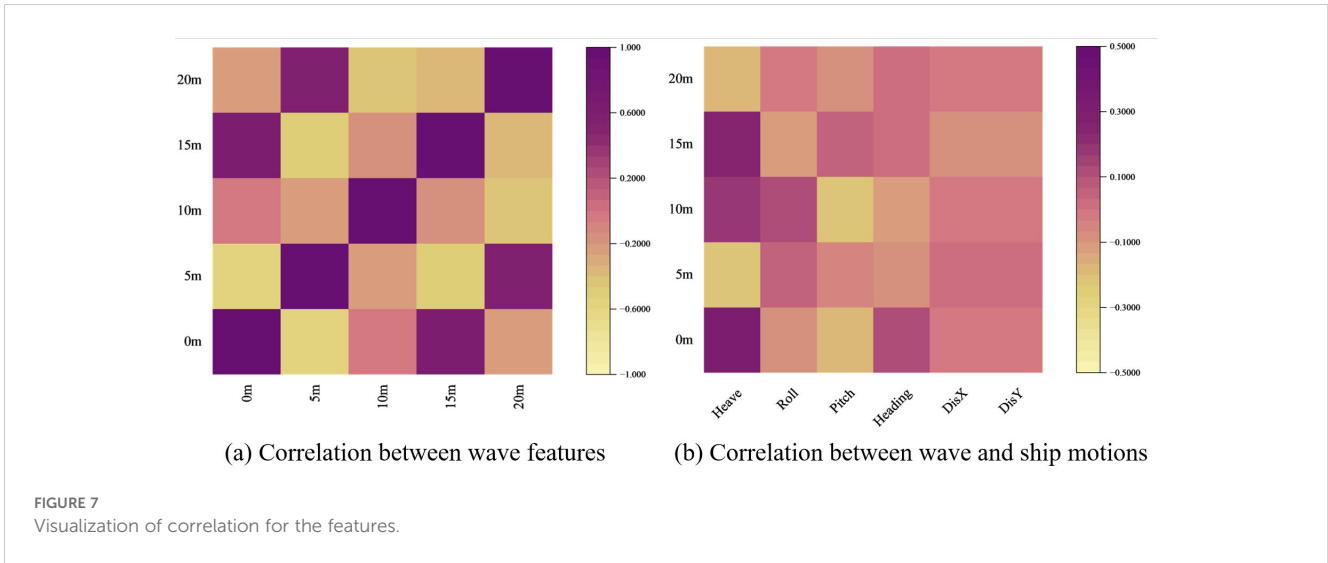 20m
15m
10m
5m
0m
0m
5m
10m
15m
20m
1.000
0.6000
0.2000
−0.2000
−0.6000
−1.000
(a) Correlation between wave features
20m
15m
10m
5m
0m
Heave
Roll
Pitch
Heading
DisX
DisY
0.5000
0.3000
0.1000
−0.1000
−0.3000
−0.5000
(b) Correlation between wave and ship motions
FIGURE 7
Visualization of correlation for the features.